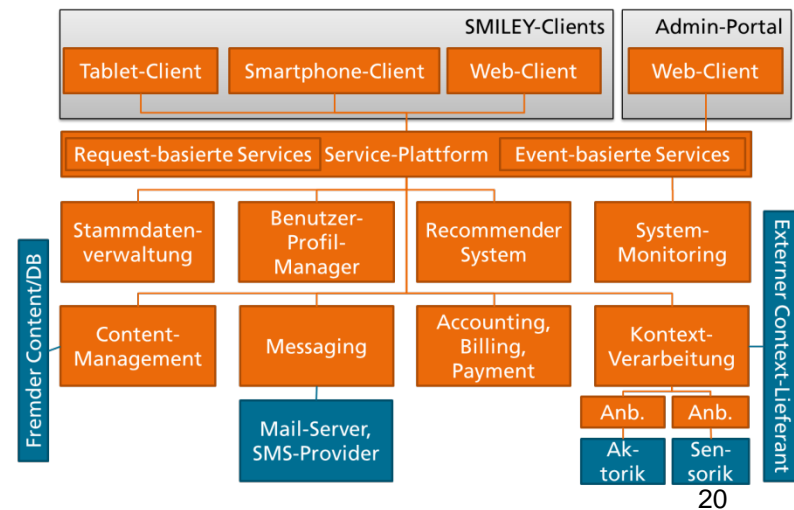 SMILEY-Clients
Admin-Portal
Tablet-Client
Smartphone-Client
Web-Client
Web-Client
Request-basierte Services
Service-Plattform
Event-basierte Services
Stammdaten-
verwaltung
Benutzer-
Profil-
Manager
Recommender
System
System-
Monitoring
Fremder Content/DB
Externer Context-Lieferant
Content-
Management
Messaging
Accounting,
Billing,
Payment
Kontext-
Verarbeitung
Mail-Server,
SMS-Provider
Anb.
Anb.
Ak-
torik
Sen-
sorik
20